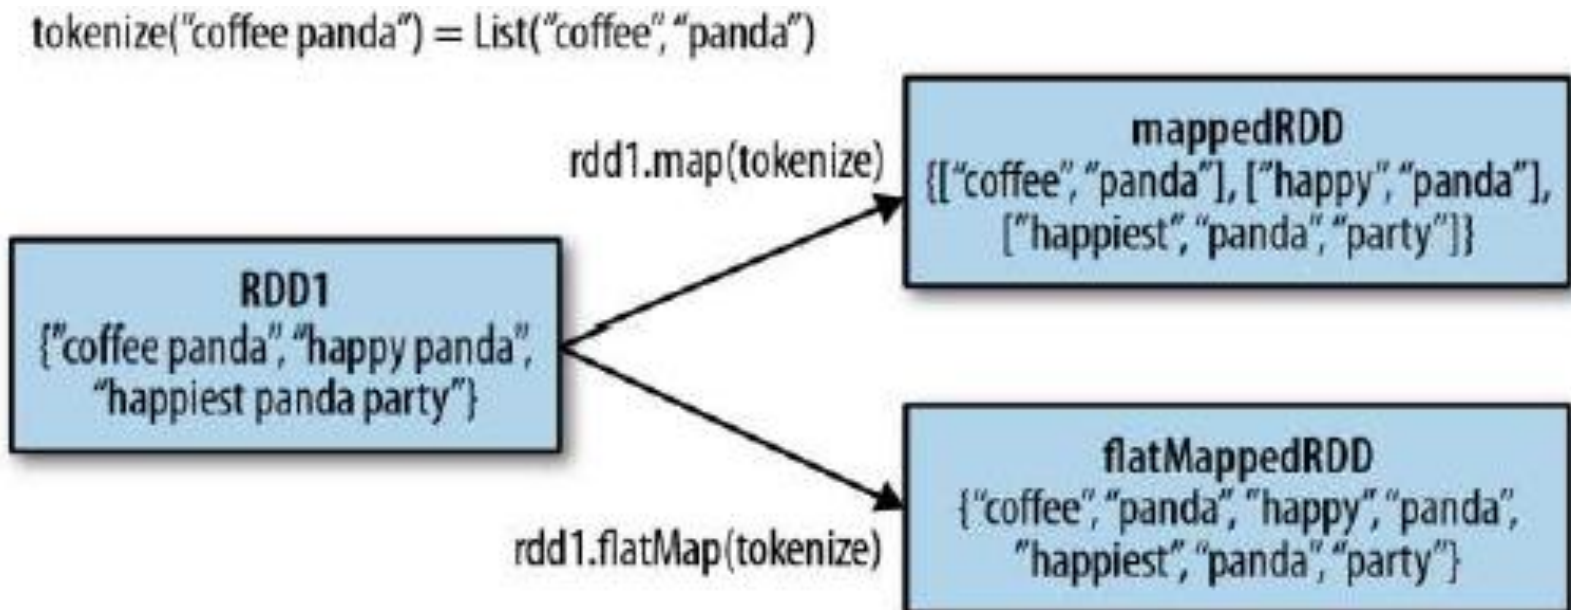 tokenize(“coffee panda”) = List(“coffee”, “panda”)
rdd1.map(tokenize)
mappedRDD
{[“coffee”, “panda”], [“happy”, “panda”],
[“happiest”, “panda”, “party”]}
RDD1
{“coffee panda”, “happy panda”,
“happiest panda party”}
rdd1.flatMap(tokenize)
flatMappedRDD
{“coffee”, “panda”, “happy”, “panda”,
“happiest”, “panda”, “party”}